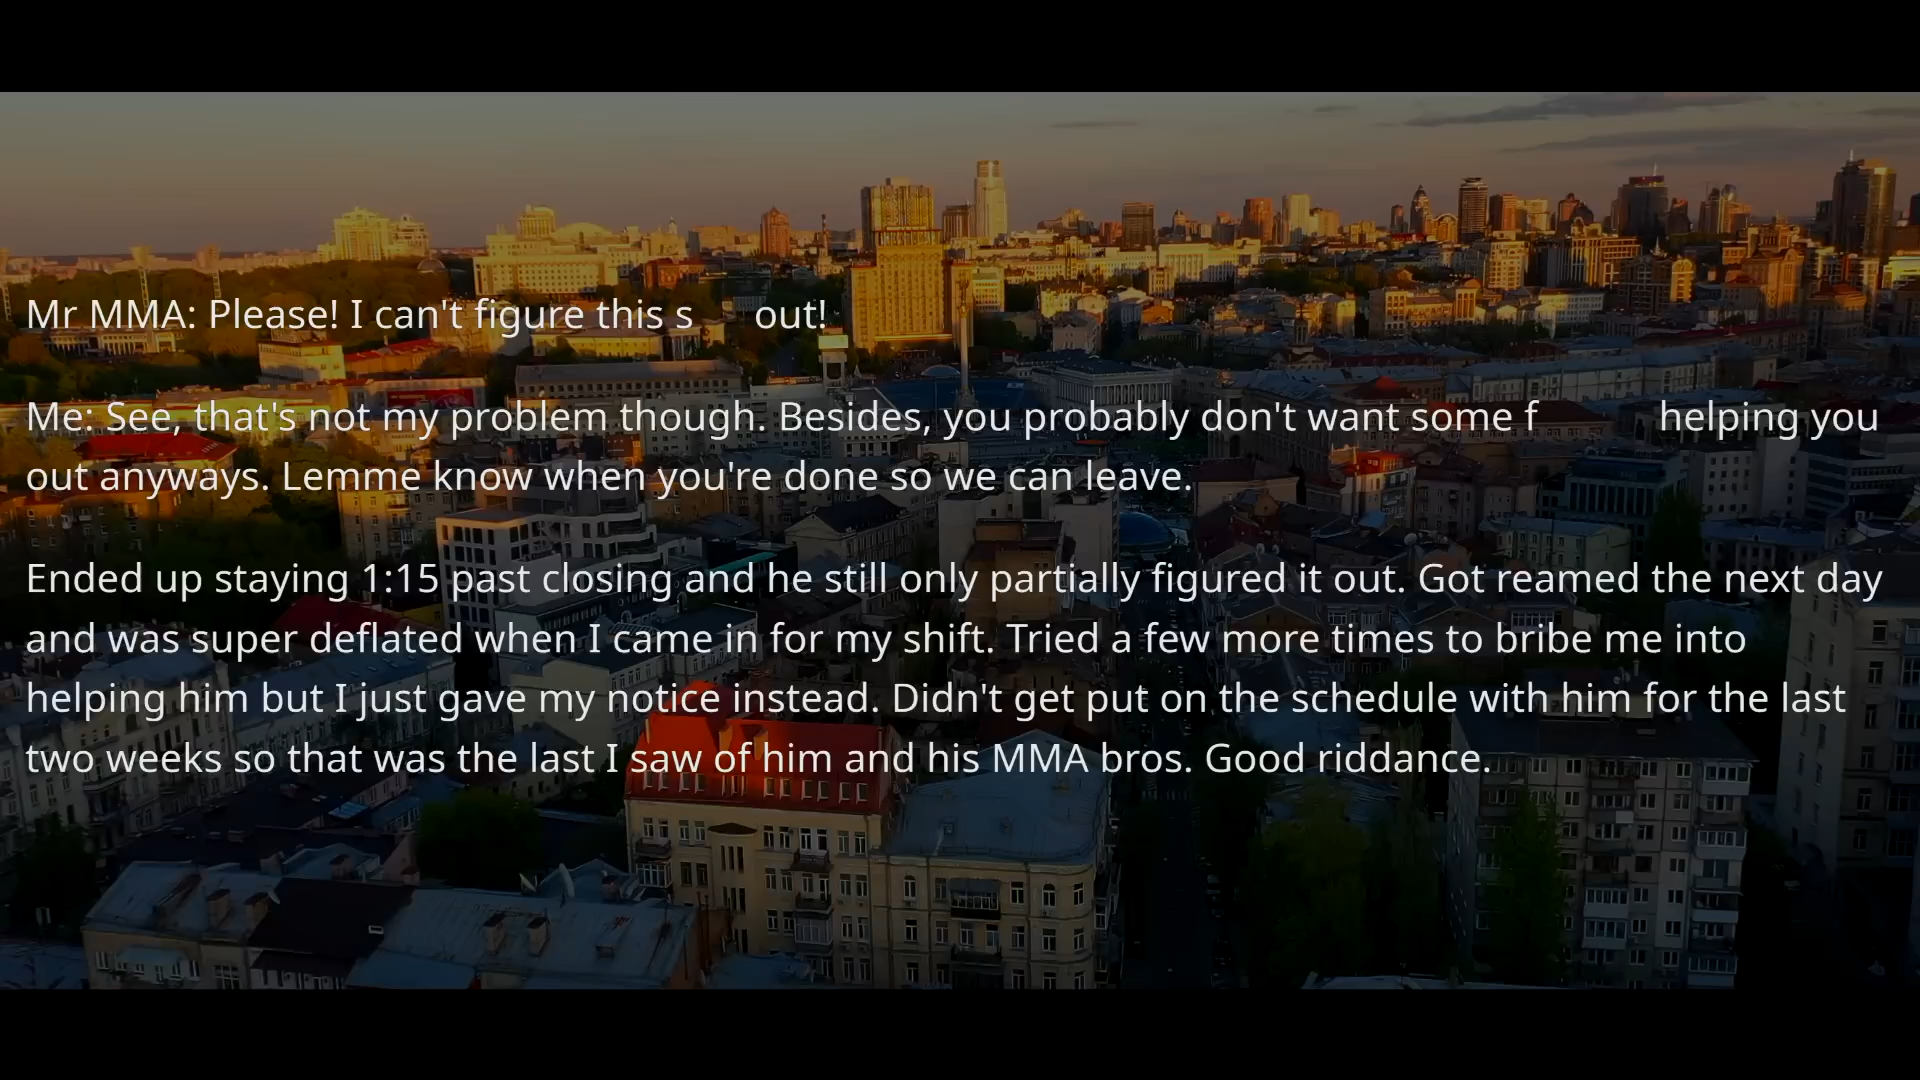 Mr MMA: Please! I can't figure this s out!
Me: See, that's not my problem though. Besides, you probably don't want some f helping you
out anyways. Lemme know when you're done so we can leave.
Ended up staying 1:15 past closing and he still only partially figured it out. Got reamed the next day
and was super deflated when I came in for my shift. Tried a few more times to bribe me into
helping him but I just gave my notice instead. Didn't get put on the schedule with him for the last
two weeks so that was the last I saw of him and his MMA bros. Good riddance.